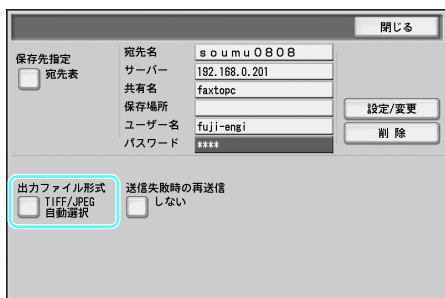 閉じる
保存先指定
宛先表
宛先名 soumu0808
サーバー 192.168.0.201
共有名 faxtopc
保存場所
ユーザー名 fuji-engi
パスワード ****
設定/変更
削 除
出力ファイル形式
TIFF/JPEG
自動選択
送信失敗時の再送信
しない